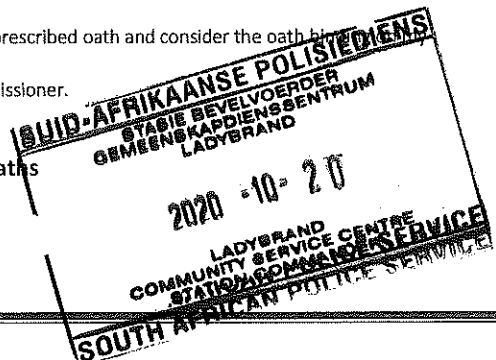 prescribed oath and consider the oath
issioner.
aths
SUID-AFRIKAANSE POLISIEDIENS
STASIE BEVELVOERDER
GEMEENSKAPDIENSSENTRUM
LADYBRAND
2020 -10- 20
LADYBRAND
COMMUNITY SERVICE CENTRE
STATION COMMANDER
SOUTH AFRICAN POLICE SERVICE